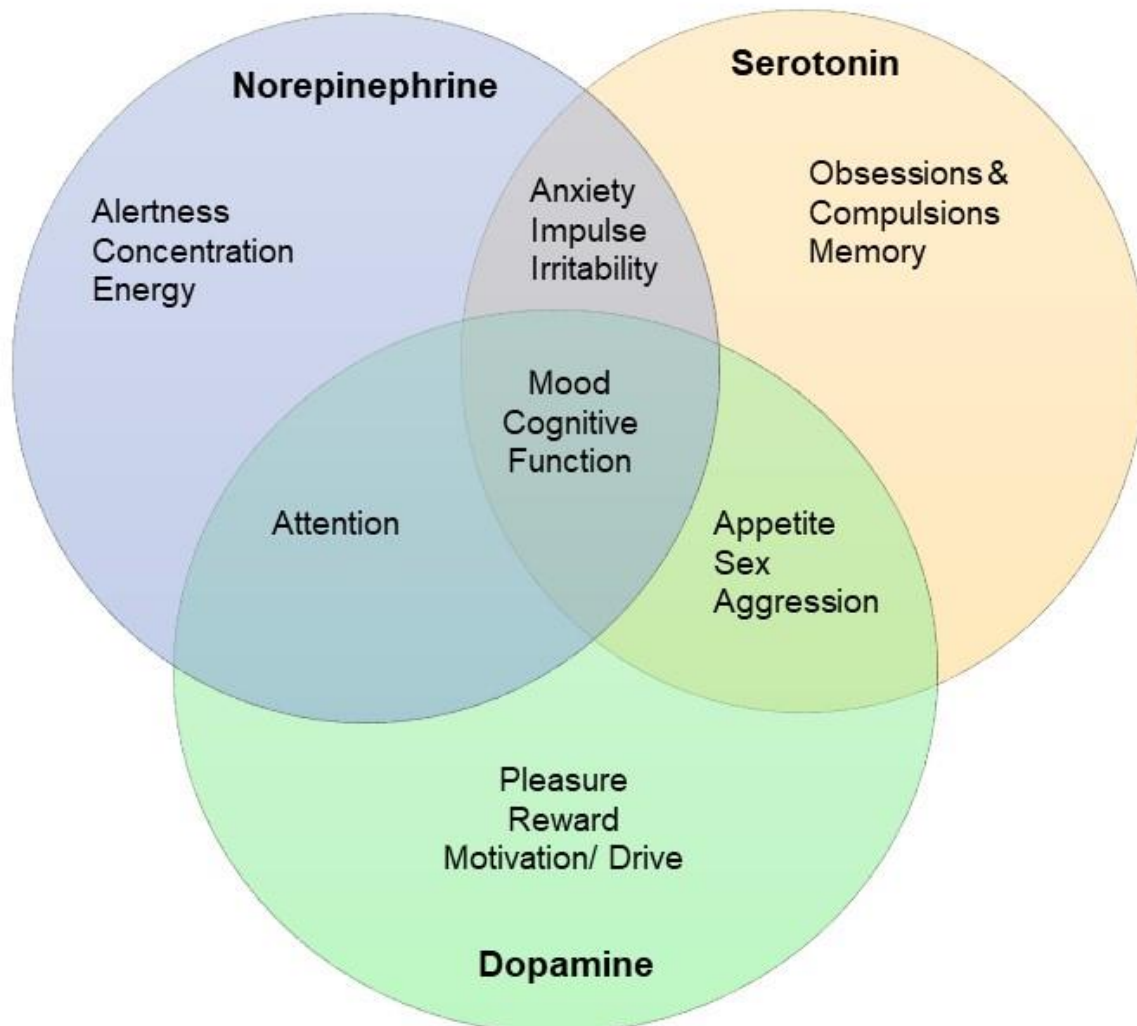 Norepinephrine
Serotonin
Alertness
Concentration
Energy
Anxiety
Impulse
Irritability
Obsessions &
Compulsions
Memory
Mood
Cognitive
Function
Attention
Appetite
Sex
Aggression
Pleasure
Reward
Motivation/ Drive
Dopamine